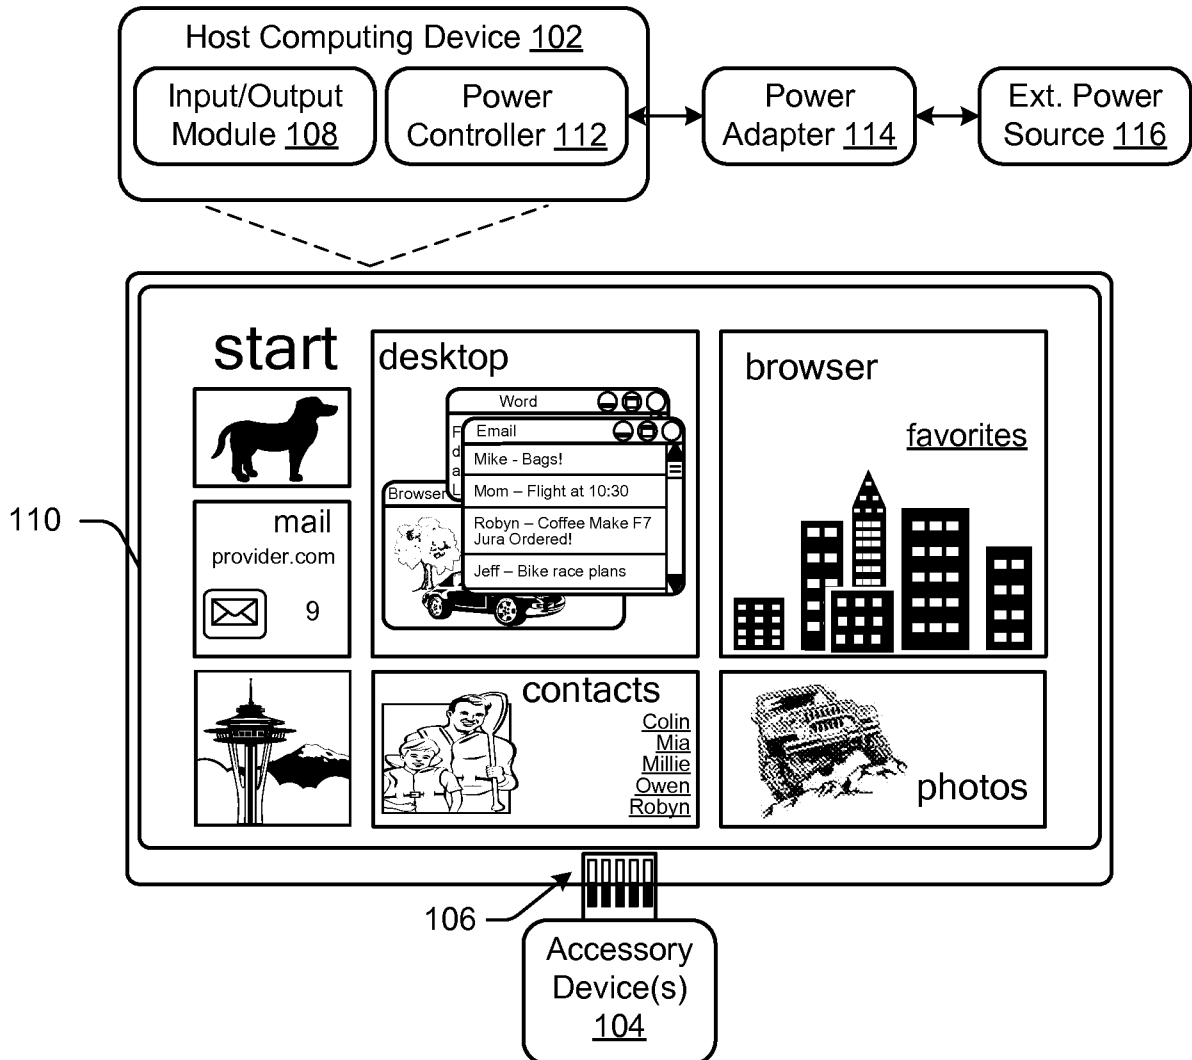 Host Computing Device 102
Input/Output
Module 108
Power
Controller 112
Power
Adapter 114
Ext. Power
Source 116
110
start
mail
provider.com
9
desktop
Word
F
d
a
L
Email
Mike - Bags!
Mom – Flight at 10:30
Robyn – Coffee Make F7
Jura Ordered!
Jeff – Bike race plans
Browser
browser
favorites
contacts
Colin
Mia
Millie
Owen
Robyn
photos
106
Accessory
Device(s)
104